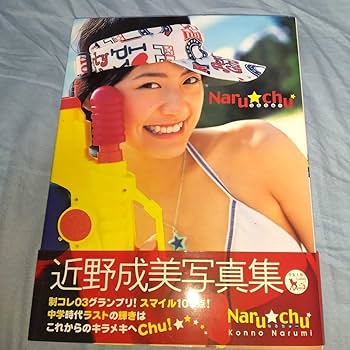 Naru★chu
近野成美写真集
制コレ03グランプリ! スマイル100点!
中学時代ラストの輝きは
これからのキラメキへChu!
Naru★chu
Konno Narumi